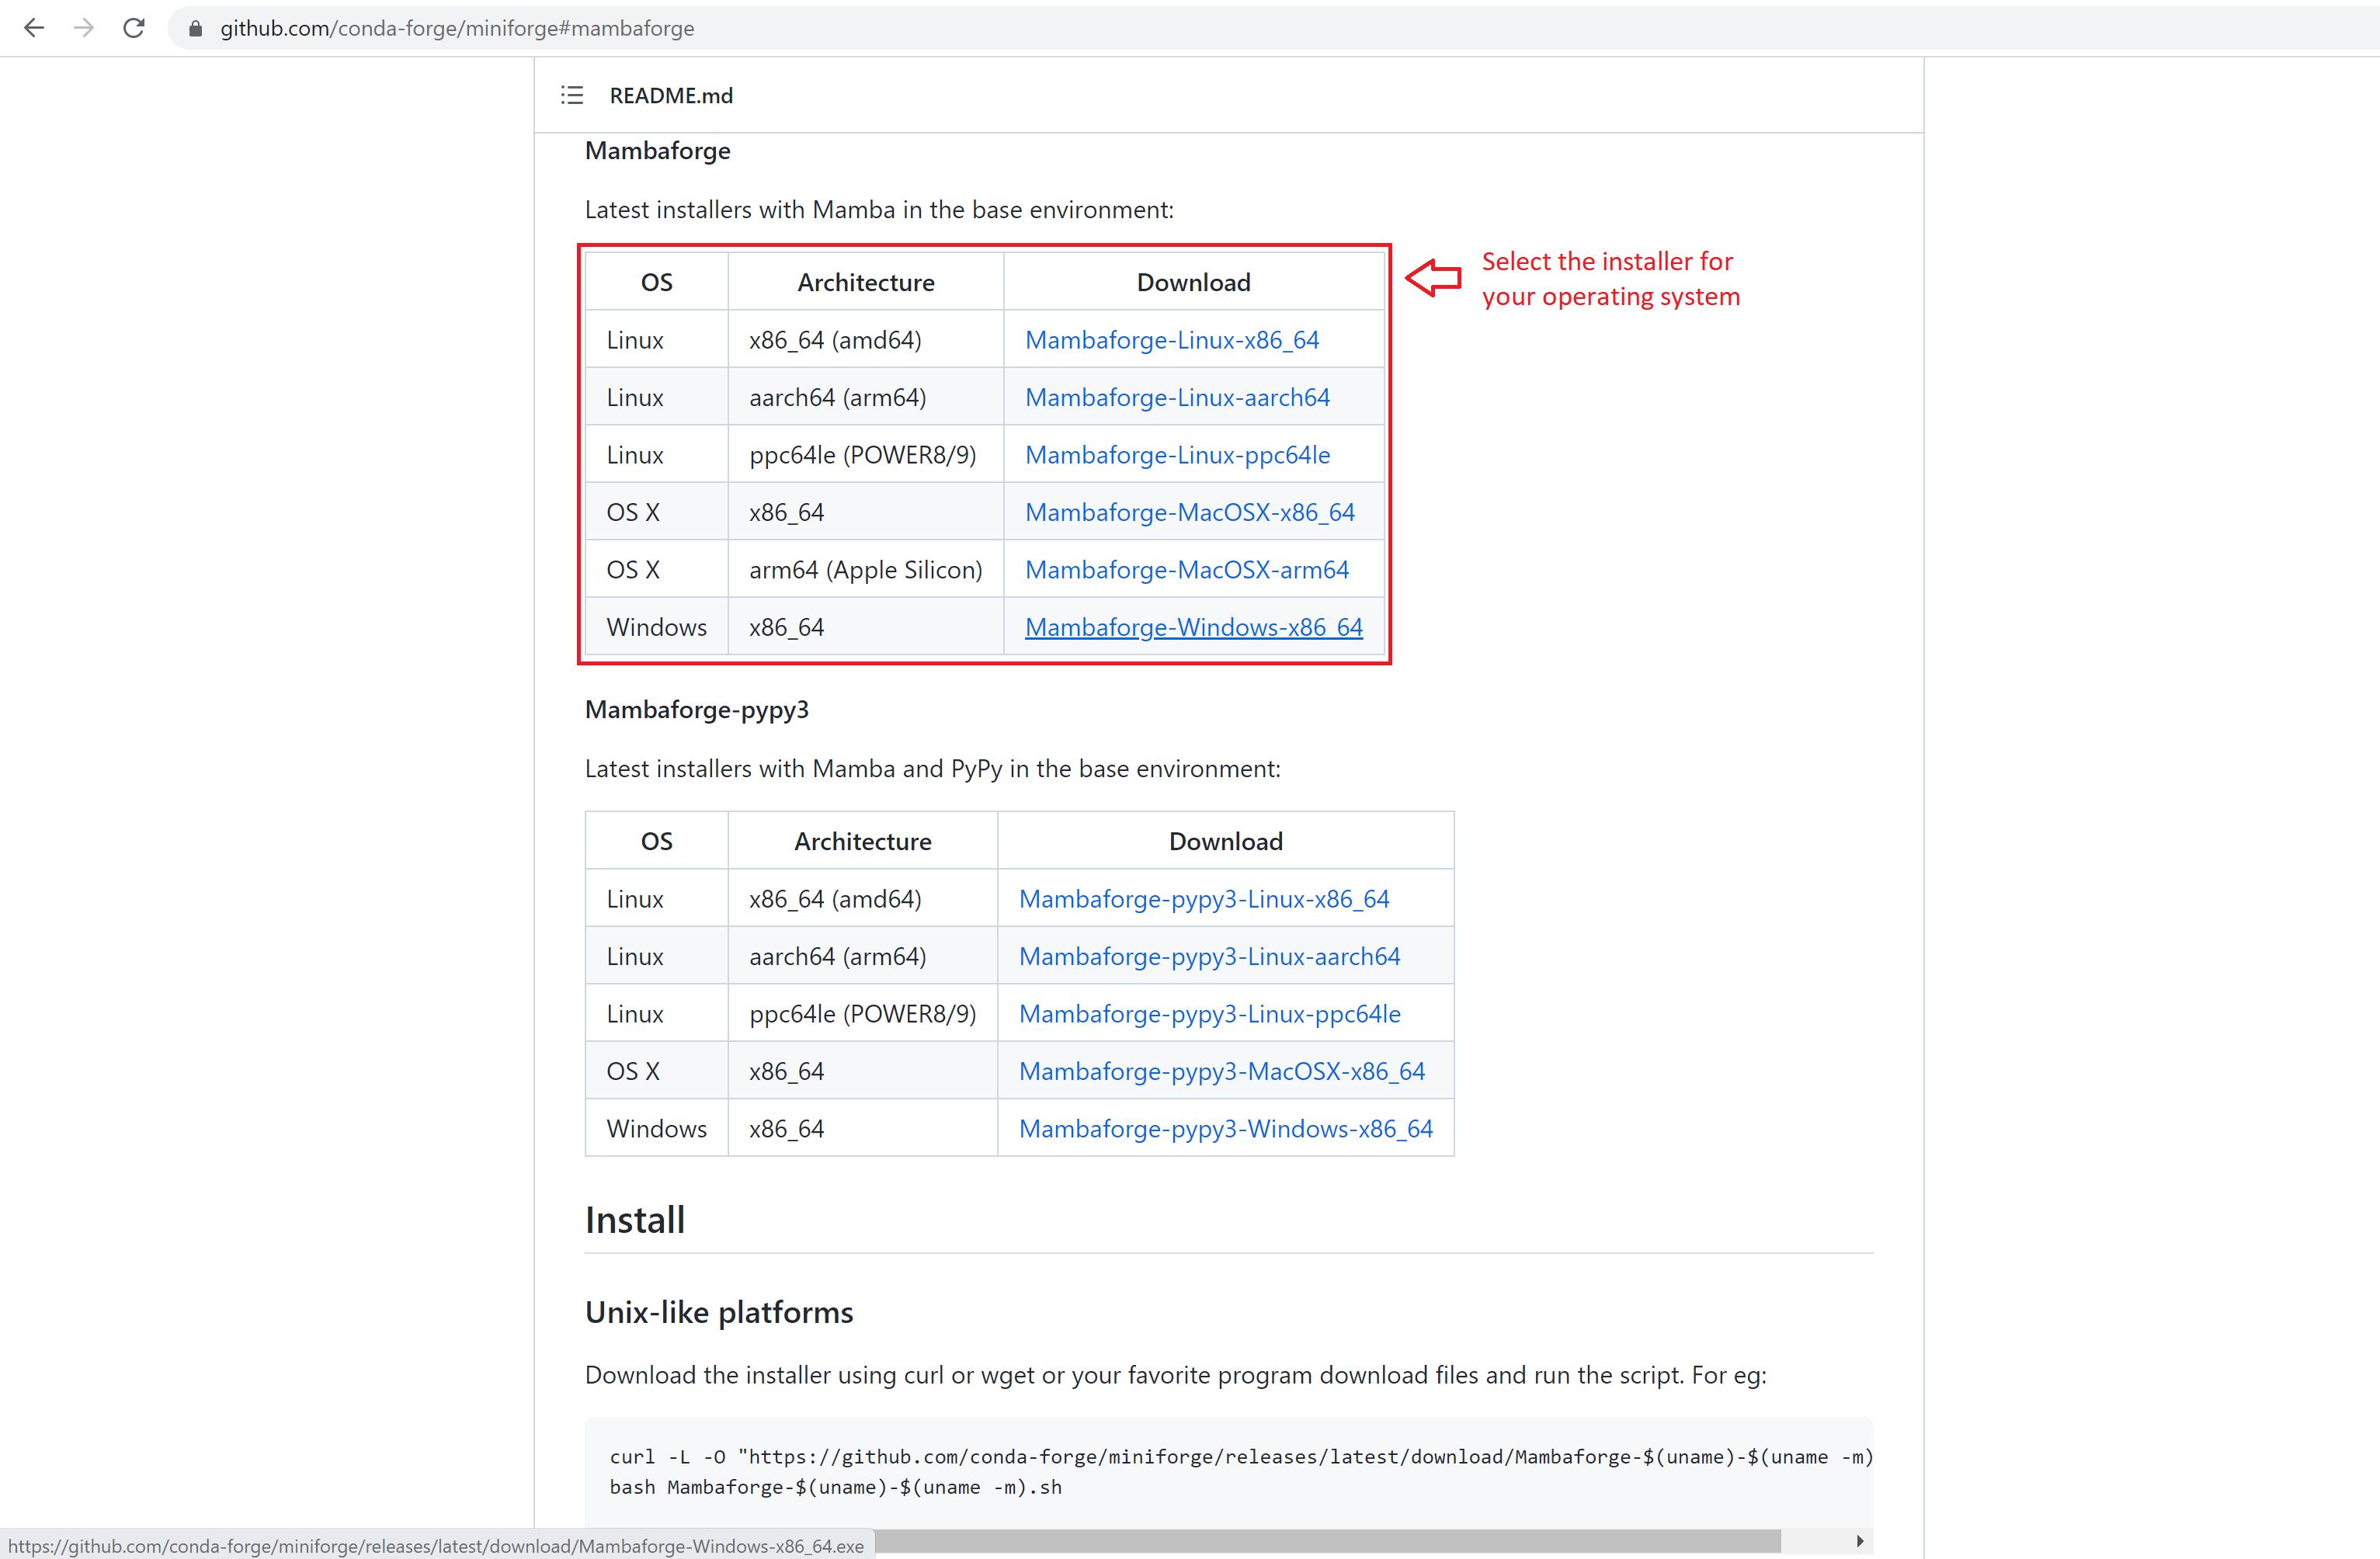 github.com/conda-forge/miniforge#mambaforge
README.md
Mambaforge
Latest installers with Mamba in the base environment:
OS Architecture Download
Linux x86_64 (amd64) Mambaforge-Linux-x86_64
Linux aarch64 (arm64) Mambaforge-Linux-aarch64
Linux ppc64le (POWER8/9) Mambaforge-Linux-ppc64le
OS X x86_64 Mambaforge-MacOSX-x86_64
OS X arm64 (Apple Silicon) Mambaforge-MacOSX-arm64
Windows x86_64 Mambaforge-Windows-x86_64
Select the installer for
your operating system
Mambaforge-pypy3
Latest installers with Mamba and PyPy in the base environment:
OS Architecture Download
Linux x86_64 (amd64) Mambaforge-pypy3-Linux-x86_64
Linux aarch64 (arm64) Mambaforge-pypy3-Linux-aarch64
Linux ppc64le (POWER8/9) Mambaforge-pypy3-Linux-ppc64le
OS X x86_64 Mambaforge-pypy3-MacOSX-x86_64
Windows x86_64 Mambaforge-pypy3-Windows-x86_64
Install
Unix-like platforms
Download the installer using curl or wget or your favorite program download files and run the script. For eg:
curl -L -O "https://github.com/conda-forge/miniforge/releases/latest/download/Mambaforge-$(uname)-$(uname -m)
bash Mambaforge-$(uname)-$(uname -m).sh
https://github.com/conda-forge/miniforge/releases/latest/download/Mambaforge-Windows-x86_64.exe